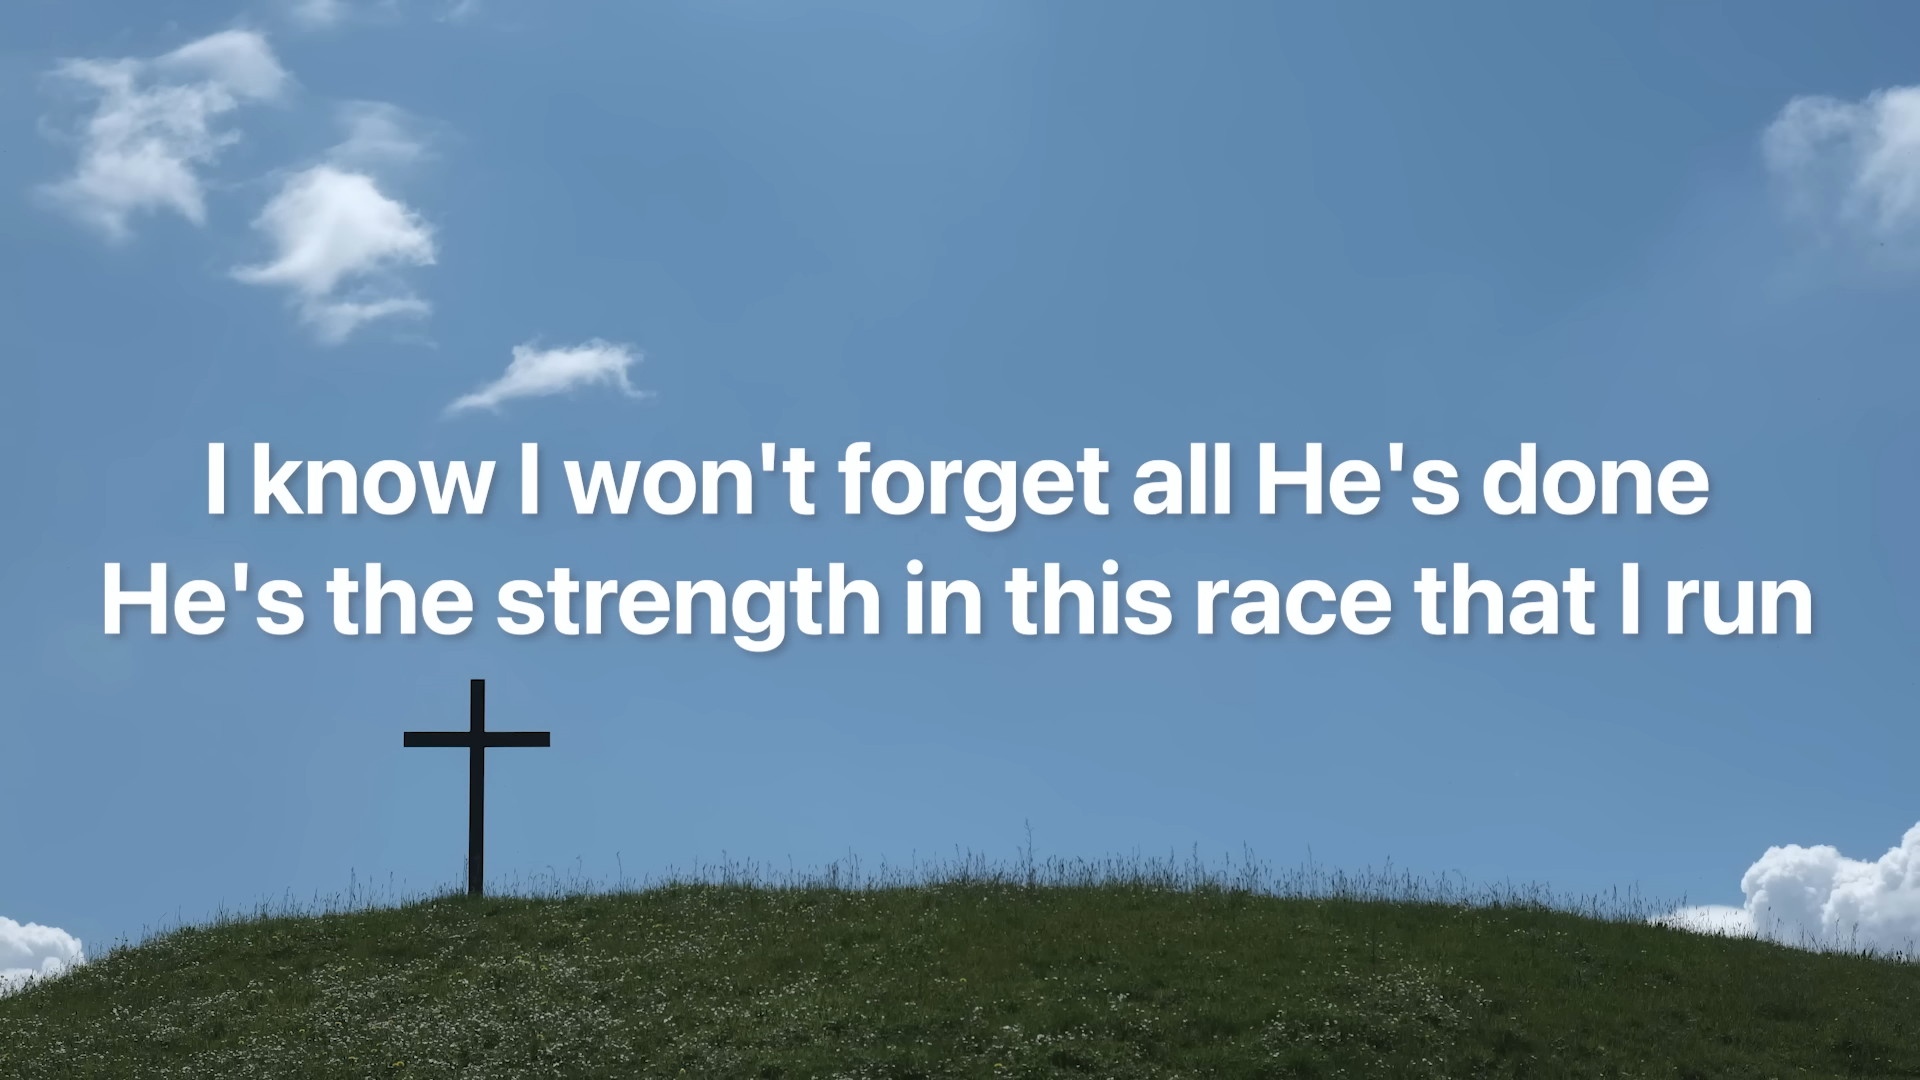 I know I won't forget all He's done
He's the strength in this race that I run